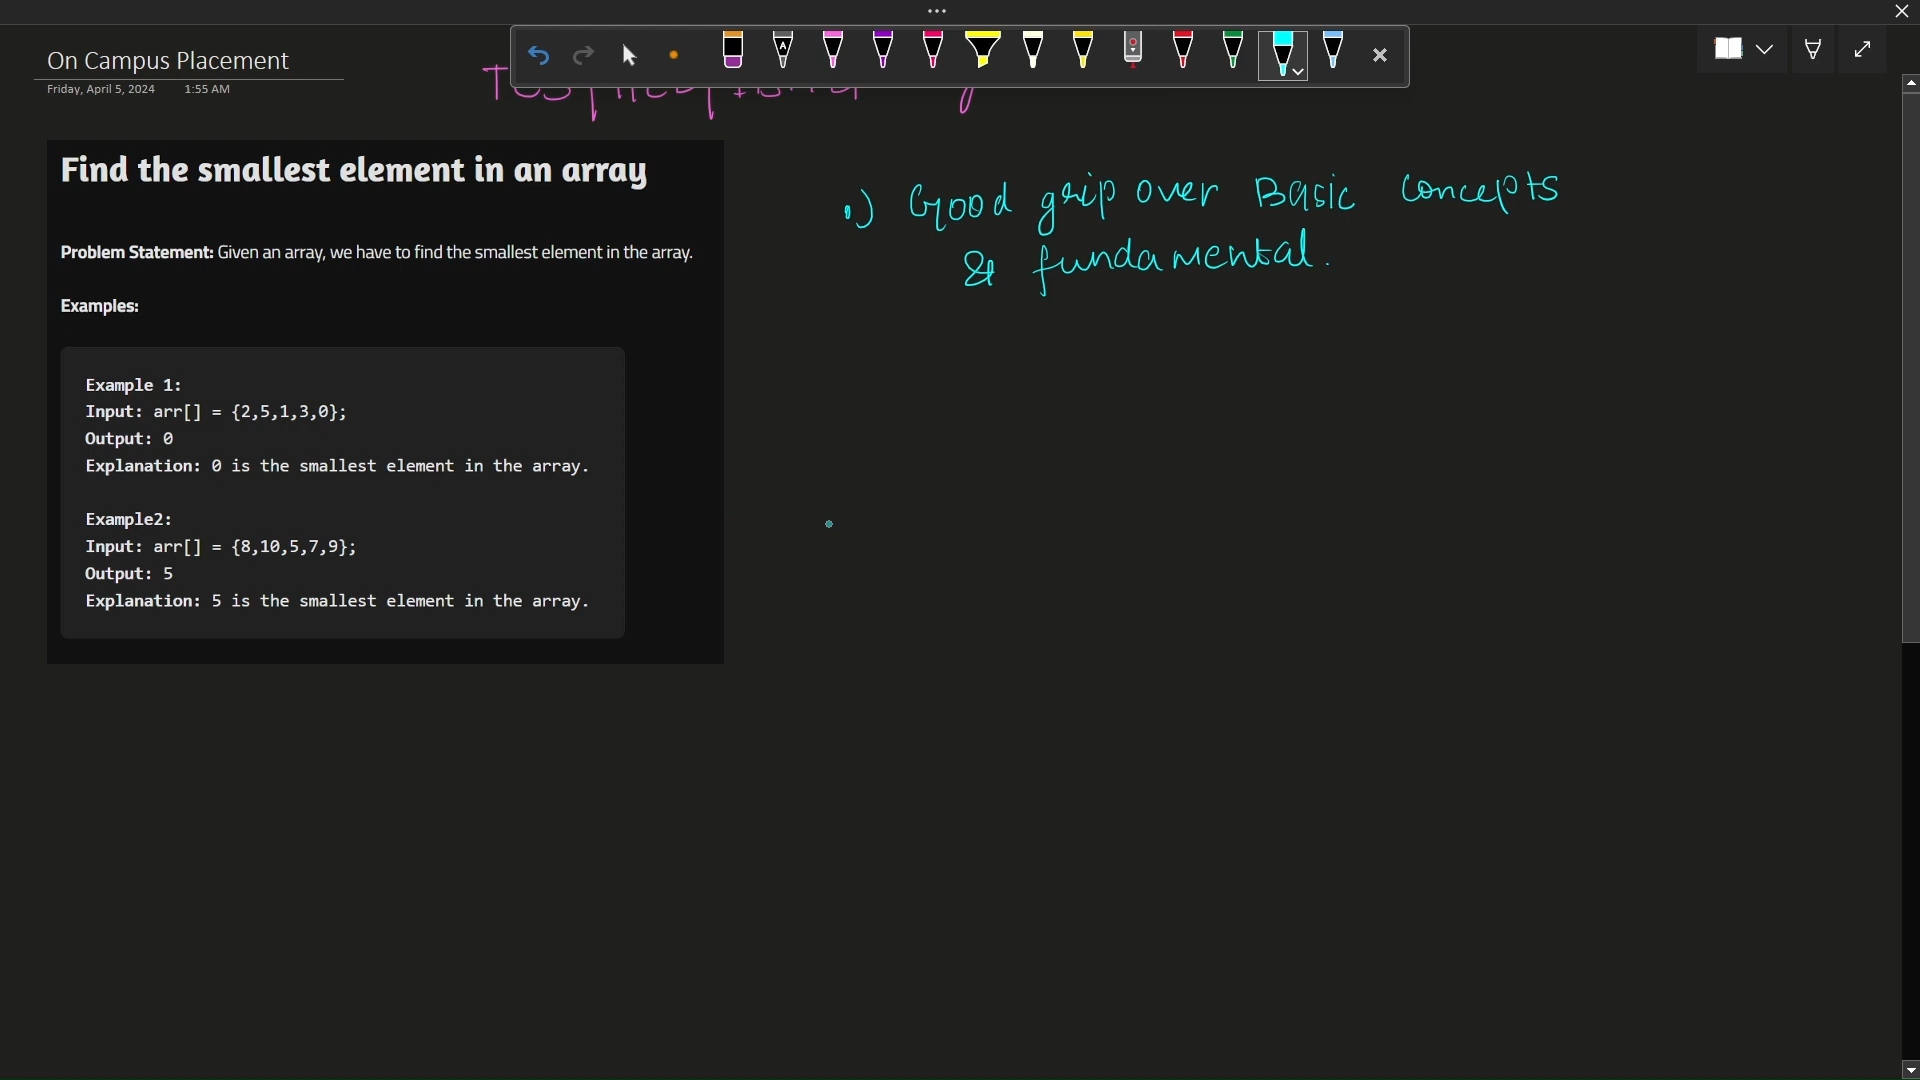 On Campus Placement
Friday, April 5, 2024 1:55 AM
Find the smallest element in an array
Problem Statement: Given an array, we have to find the smallest element in the array.
Examples:
Example 1:
Input: arr[] = {2,5,1,3,0};
Output: 0
Explanation: 0 is the smallest element in the array.
Example2:
Input: arr[] = {8,10,5,7,9};
Output: 5
Explanation: 5 is the smallest element in the array.
•) Good grip over Basic Concepts
& fundamental.